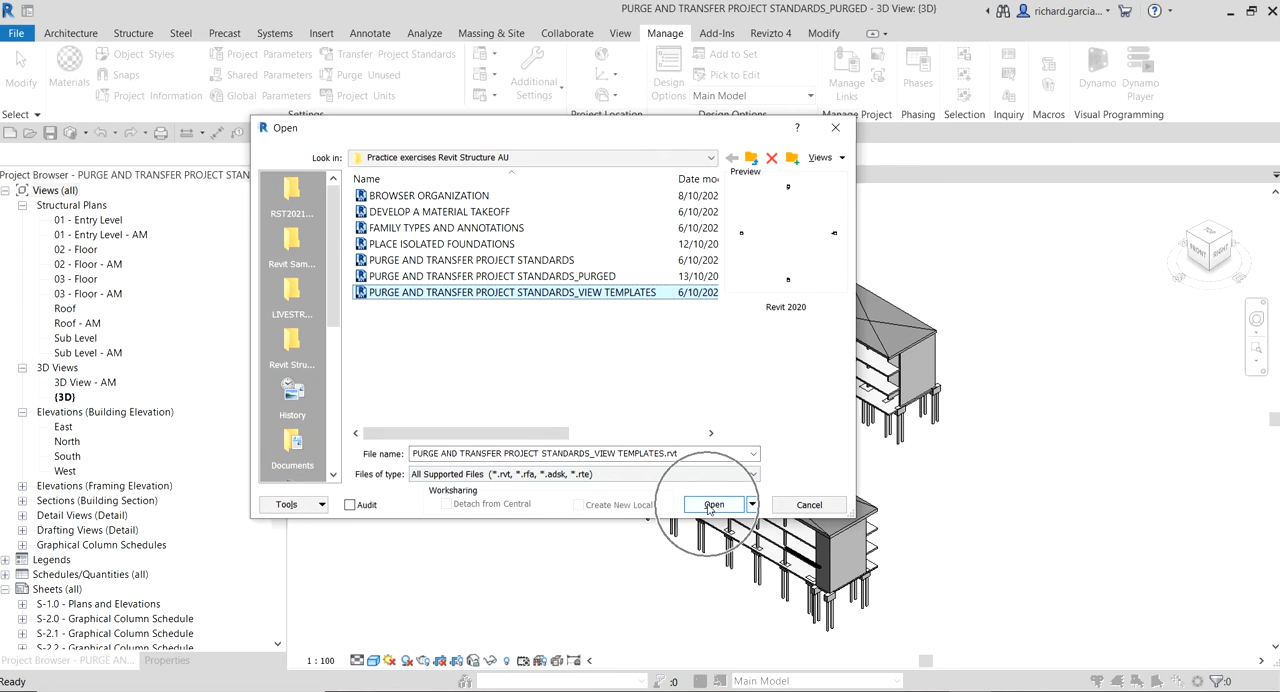 PURGE AND TRANSFER PROJECT STANDARDS_PURGED - 3D View: {3D}
richard.garcia...
File Architecture Structure Steel Precast Systems Insert Annotate Analyze Massing & Site Collaborate View Manage Add-Ins Revizto 4 Modify
Modify
Materials
Object Styles
Snaps
Project Information
Project Parameters
Shared Parameters
Global Parameters
Transfer Project Standards
Purge Unused
Project Units
Additional
Settings
Design
Options
Add to Set
Pick to Edit
Main Model
Manage
Links
Phases
Dynamo
Dynamo
Player
Select
Settings
Project Location
Design Options
Manage Project
Phasing
Selection
Inquiry
Macros
Visual Programming
Project Browser - PURGE AND TRANSFER PROJECT STAN
Views (all)
Structural Plans
01 - Entry Level
01 - Entry Level - AM
02 - Floor
02 - Floor - AM
03 - Floor
03 - Floor - AM
Roof
Roof - AM
Sub Level
Sub Level - AM
3D Views
3D View - AM
{3D}
Elevations (Building Elevation)
East
North
South
West
Elevations (Framing Elevation)
Sections (Building Section)
Detail Views (Detail)
Drafting Views (Detail)
Graphical Column Schedules
Legends
Schedules/Quantities (all)
Sheets (all)
S-1.0 - Plans and Elevations
S-2.0 - Graphical Column Schedule
S-2.1 - Graphical Column Schedule
S-2.2 - Graphical Column Schedule
Project Browser - PURGE AN...
Properties
Open
Look in:
Practice exercises Revit Structure AU
Views
RST2021...
Revit Sam...
LIVESTR...
Revit Stru...
History
Documents
Name
Date mo
BROWSER ORGANIZATION 8/10/202
DEVELOP A MATERIAL TAKEOFF 6/10/202
FAMILY TYPES AND ANNOTATIONS 6/10/202
PLACE ISOLATED FOUNDATIONS 12/10/20
PURGE AND TRANSFER PROJECT STANDARDS 6/10/202
PURGE AND TRANSFER PROJECT STANDARDS_PURGED 13/10/20
PURGE AND TRANSFER PROJECT STANDARDS_VIEW TEMPLATES 6/10/202
Preview
Revit 2020
File name: PURGE AND TRANSFER PROJECT STANDARDS_VIEW TEMPLATES.rvt
Files of type: All Supported Files (*.rvt, *.rfa, *.adsk, *.rte)
Worksharing
Tools
Audit
Detach from Central
Create New Local
Open
Cancel
FRONT
RIGHT
1 : 100
Ready
:0
Main Model
:0